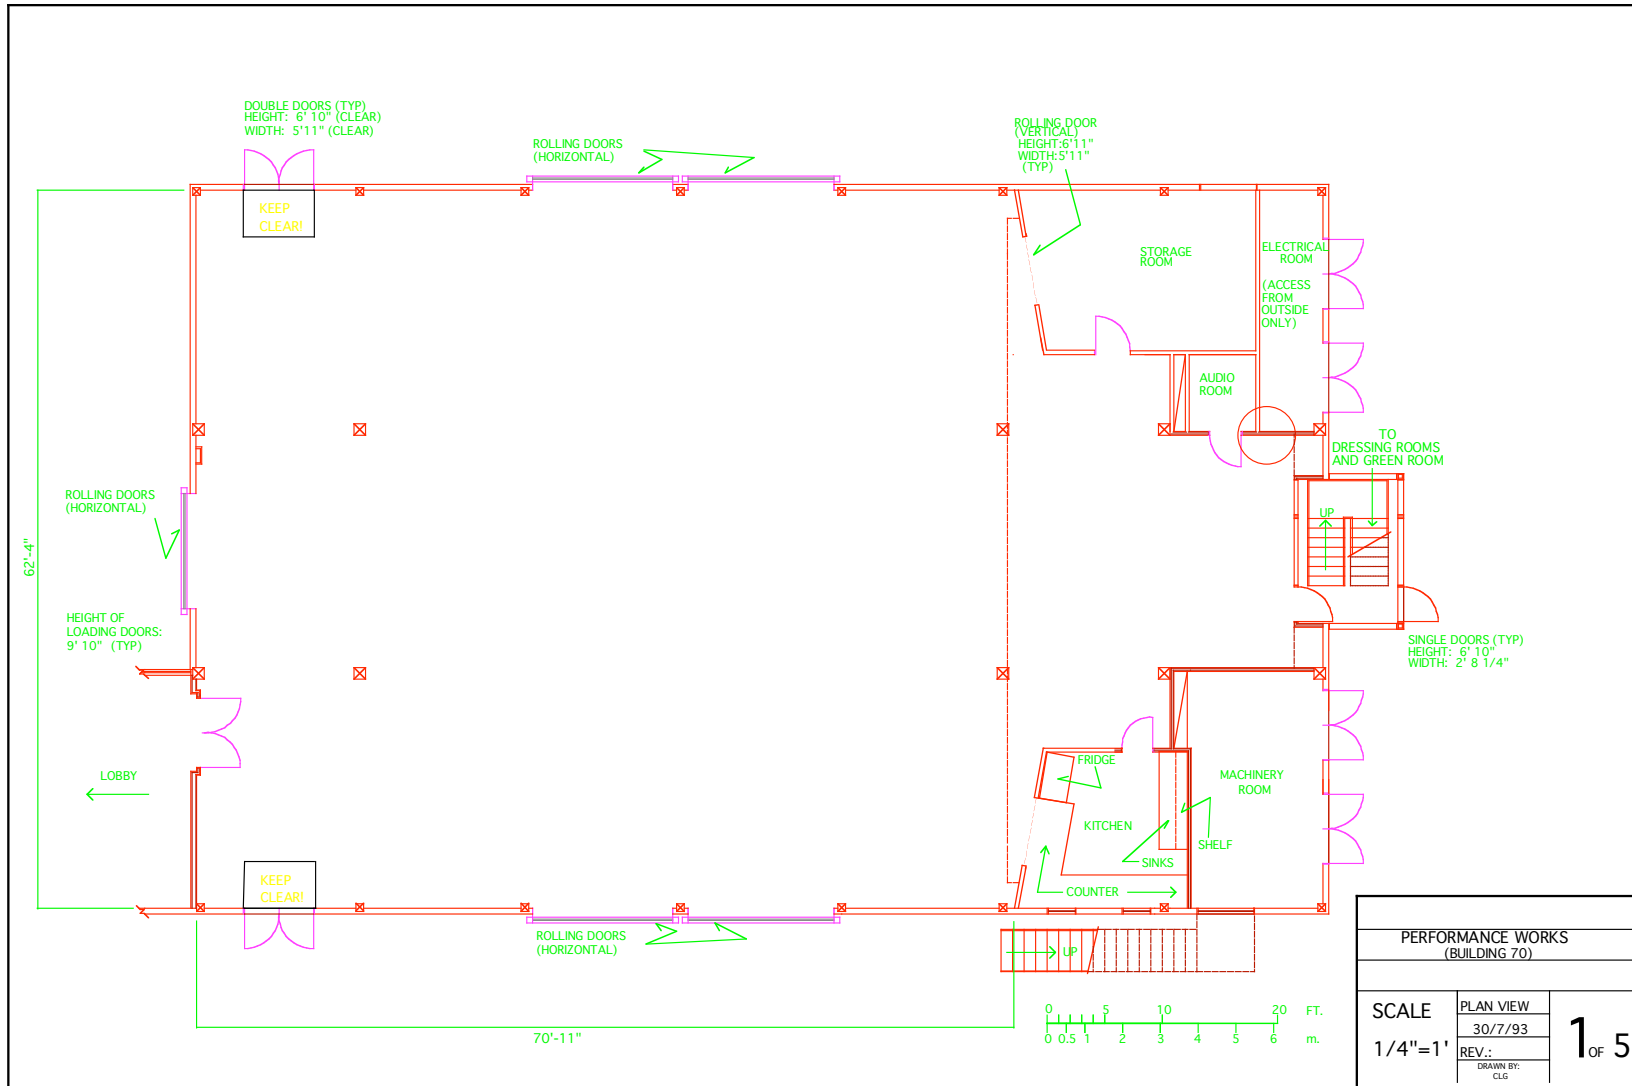 DOUBLE DOORS (TYP)
HEIGHT:  6' 10" (CLEAR)
WIDTH:  5'11" (CLEAR)
ROLLING DOORS
(HORIZONTAL)
ROLLING DOOR
(VERTICAL)
HEIGHT:6'11"
WIDTH:5'11"
(TYP)
KEEP
CLEAR!
STORAGE
ROOM
ELECTRICAL
ROOM
(ACCESS
FROM
OUTSIDE
ONLY)
AUDIO
ROOM
TO
DRESSING ROOMS
AND GREEN ROOM
UP
ROLLING DOORS
(HORIZONTAL)
62'-4"
HEIGHT OF
LOADING DOORS:
9' 10"  (TYP)
SINGLE DOORS (TYP)
HEIGHT:  6' 10"
WIDTH:  2' 8 1/4"
LOBBY
FRIDGE
MACHINERY
ROOM
KITCHEN
SHELF
SINKS
COUNTER
KEEP
CLEAR!
ROLLING DOORS
(HORIZONTAL)
UP
70'-11"
0 5 10 20 FT.
0 0.5 1 2 3 4 5 6 m.
PERFORMANCE WORKS
(BUILDING 70)
SCALE
1/4"=1'
PLAN VIEW
30/7/93
REV.:
DRAWN BY:
CLG
1 OF 5